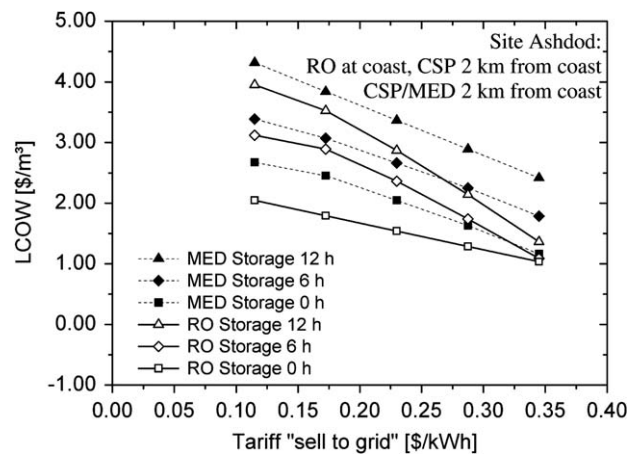 5.00
4.00
3.00
2.00
1.00
0.00
-1.00
LCOW [$/m³]
Site Ashdod:
RO at coast, CSP 2 km from coast
CSP/MED 2 km from coast
MED Storage 12 h
MED Storage 6 h
MED Storage 0 h
RO Storage 12 h
RO Storage 6 h
RO Storage 0 h
0.00 0.05 0.10 0.15 0.20 0.25 0.30 0.35 0.40
Tariff "sell to grid" [$/kWh]